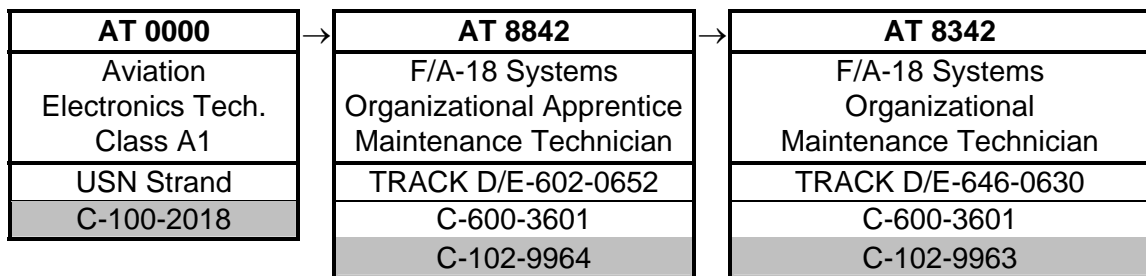 AT 0000
Aviation
Electronics Tech.
Class A1
USN Strand
C-100-2018
→
AT 8842
F/A-18 Systems
Organizational Apprentice
Maintenance Technician
TRACK D/E-602-0652
C-600-3601
C-102-9964
→
AT 8342
F/A-18 Systems
Organizational
Maintenance Technician
TRACK D/E-646-0630
C-600-3601
C-102-9963